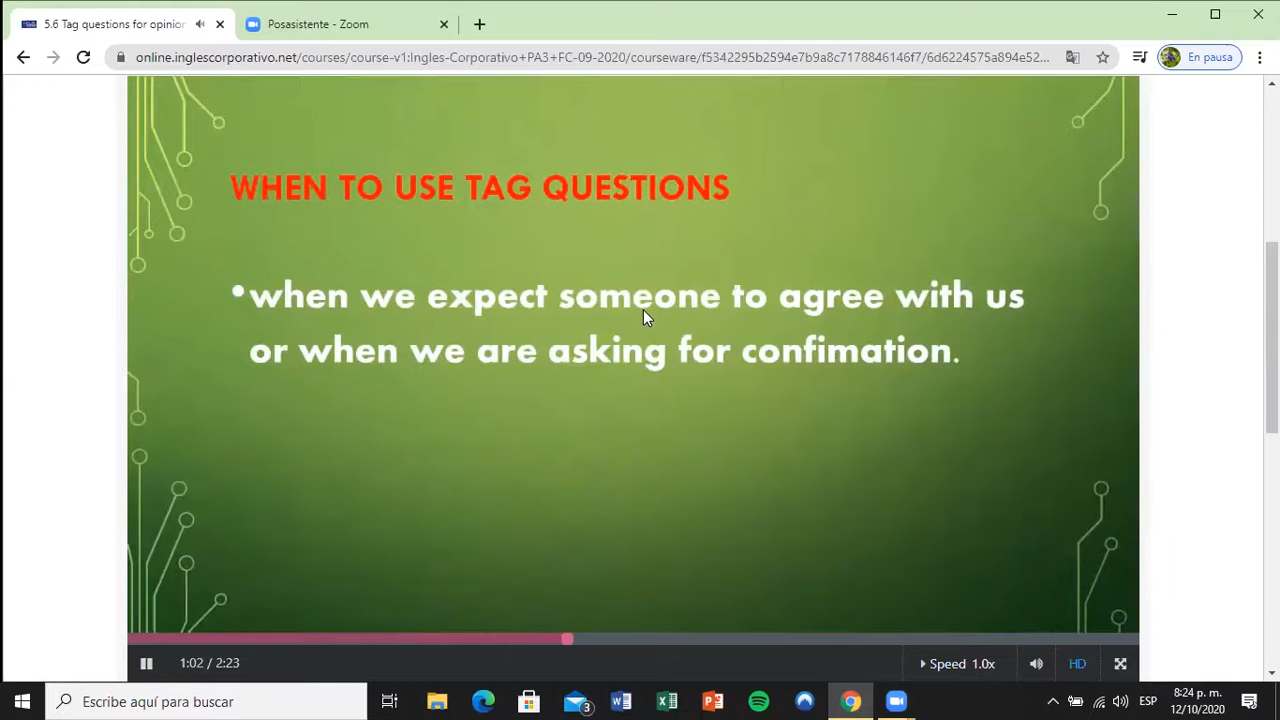 5.6 Tag questions for opinior
Posasistente - Zoom
online.inglescorporativo.net/courses/course-v1:Ingles-Corporativo+PA3+FC-09-2020/courseware/f5342295b2594e7b9a8c7178846146f7/6d6224575a894e52...
En pausa
WHEN TO USE TAG QUESTIONS
•when we expect someone to agree with us
or when we are asking for confimation.
1:02 / 2:23
Speed 1.0x
HD
Escribe aquí para buscar
3
ESP
8:24 p. m.
12/10/2020